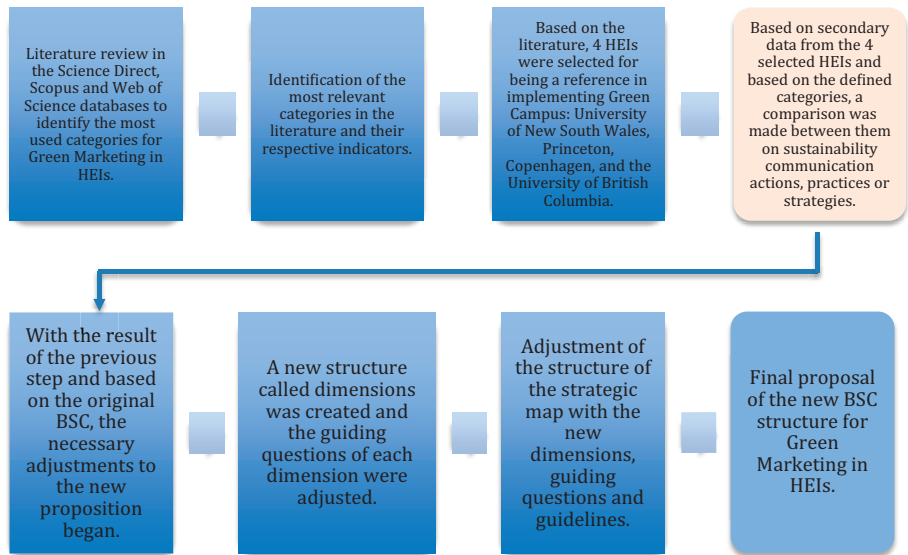 Literature review in
the Science Direct,
Scopus and Web of
Science databases to
identify the most
used categories for
Green Marketing in
HEIs.
Identification of the
most relevant
categories in the
literature and their
respective indicators.
Based on the
literature, 4 HEIs
were selected for
being a reference in
implementing Green
Campus: University
of New South Wales,
Princeton,
Copenhagen, and the
University of British
Columbia.
Based on secondary
data from the 4
selected HEIs and
based on the defined
categories, a
comparison was
made between them
on sustainability
communication
actions, practices or
strategies.
With the result
of the previous
step and based
on the original
BSC, the
necessary
adjustments to
the new
proposition
began.
A new structure
called dimensions
was created and
the guiding
questions of each
dimension were
adjusted.
Adjustment of
the structure of
the strategic
map with the
new
dimensions,
guiding
questions and
guidelines.
Final proposal
of the new BSC
structure for
Green
Marketing in
HEIs.